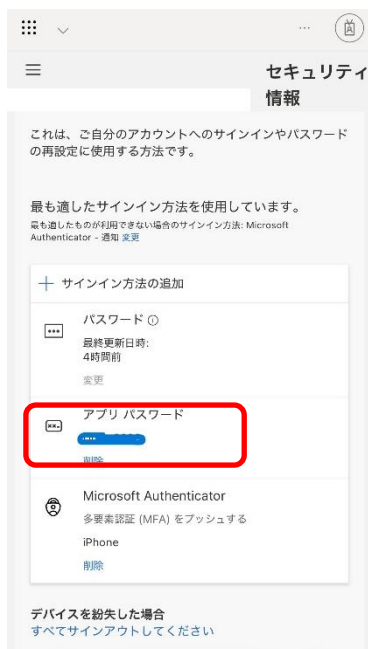 セキュリティ
情報
これは、ご自分のアカウントへのサインインやパスワード
の再設定に使用する方法です。
最も適したサインイン方法を使用しています。
最も適したものが利用できない場合のサインイン方法: Microsoft
Authenticator - 通知 変更
サインイン方法の追加
パスワード
最終更新日時:
4時間前
変更
アプリ パスワード
削除
Microsoft Authenticator
多要素認証 (MFA) をプッシュする
iPhone
削除
デバイスを紛失した場合
すべてサインアウトしてください